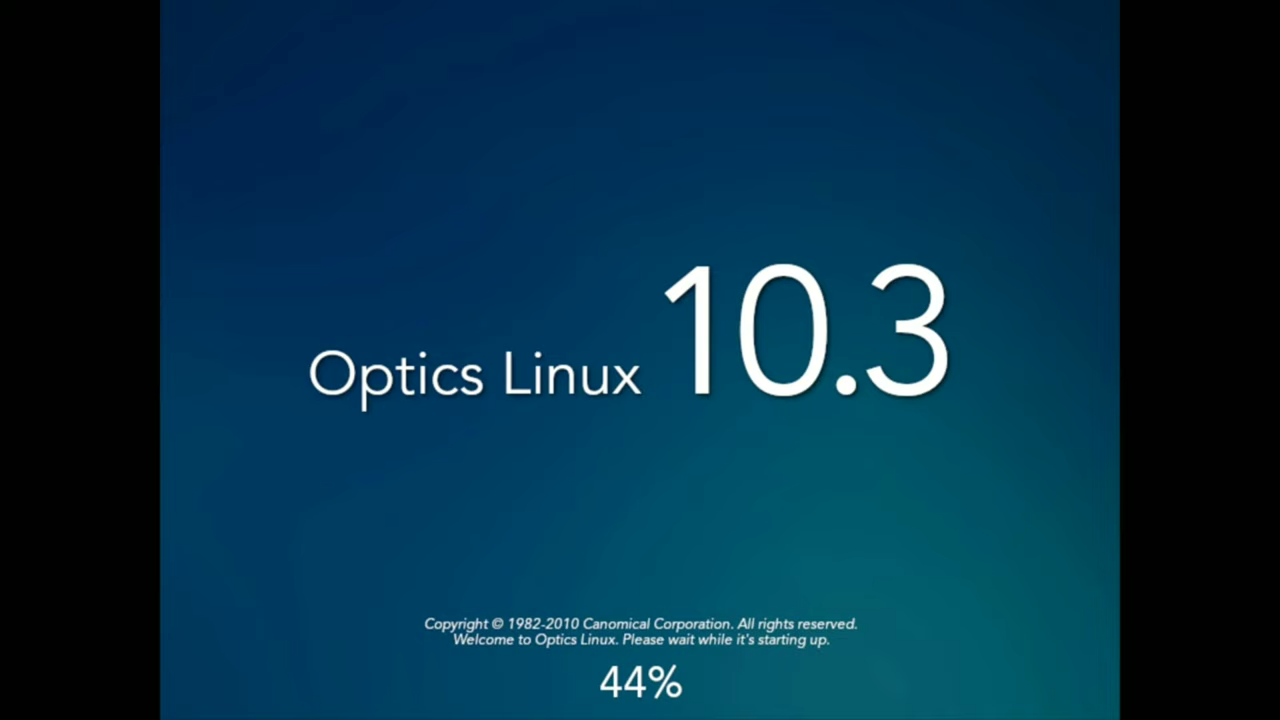 Optics Linux 10.3
Copyright © 1982-2010 Canomical Corporation. All rights reserved.
Welcome to Optics Linux. Please wait while it's starting up.
44%